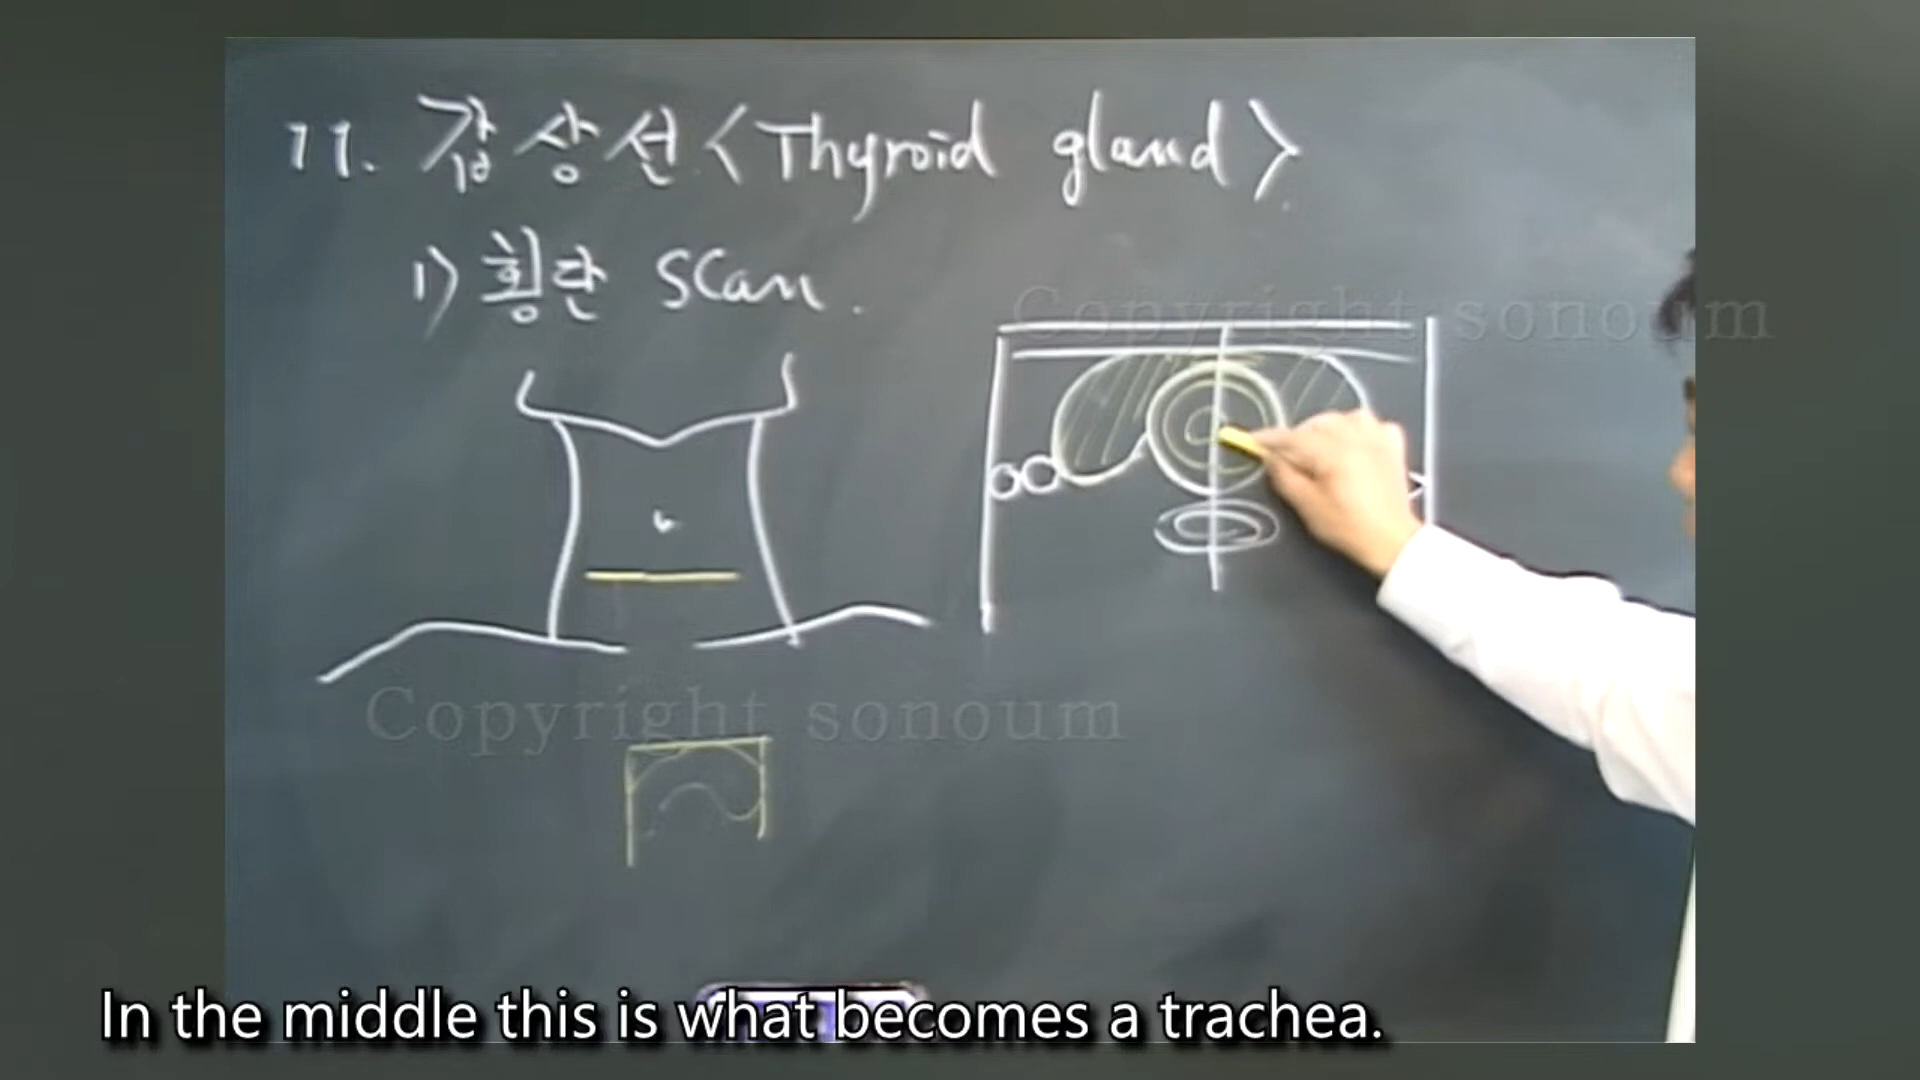 11. 갑상선 <Thyroid gland>
1) 횡단 scan.
Copyright sonoum
Copyright sonoum
In the middle this is what becomes a trachea.